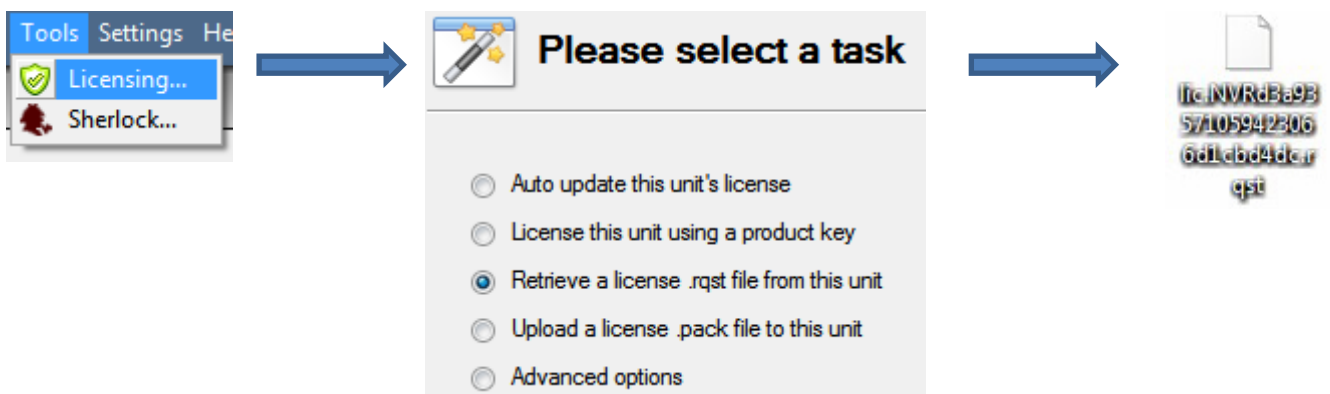 Tools Settings He
Licensing...
Sherlock...
Please select a task
Auto update this unit's license
License this unit using a product key
Retrieve a license .rqst file from this unit
Upload a license .pack file to this unit
Advanced options
lic.NVRd3a93
57105942306
6d1cbd4dc.r
qst